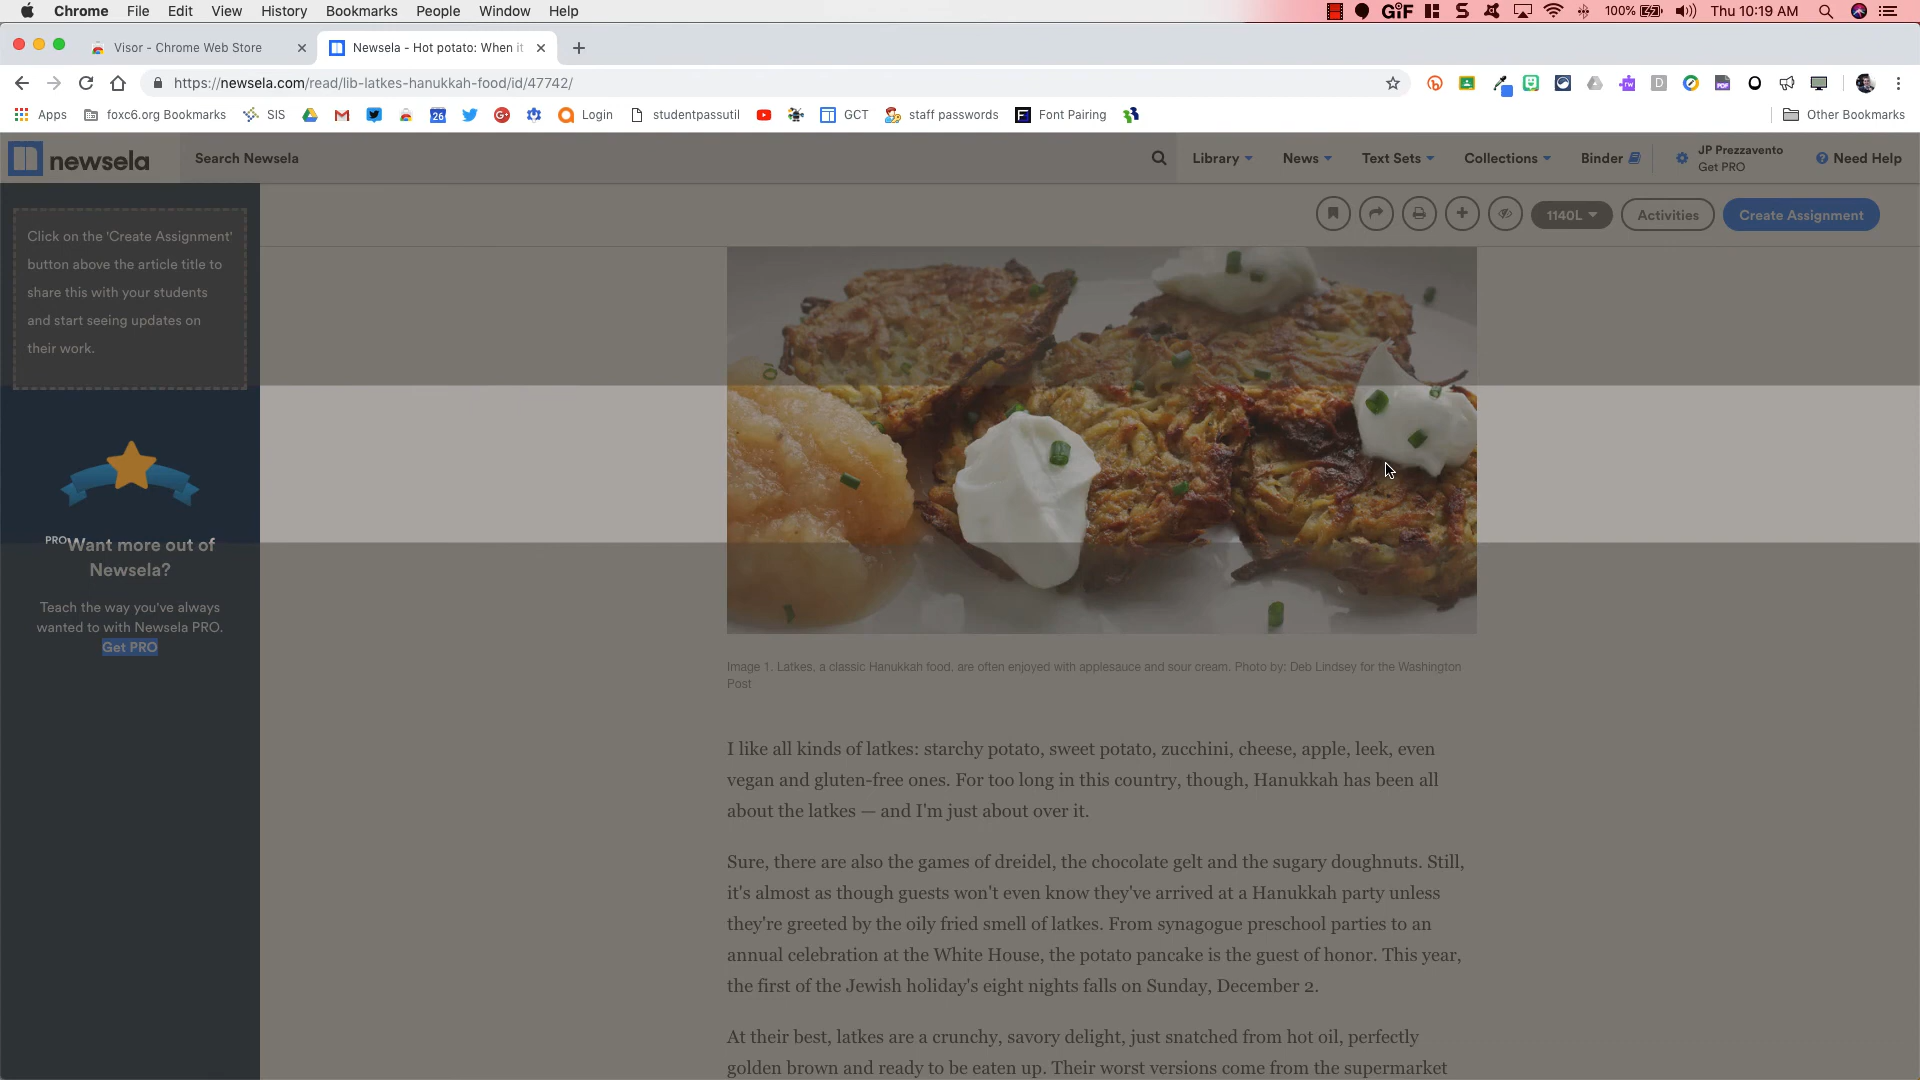 Chrome File Edit View History Bookmarks People Window Help
GiF
100%
Thu 10:19 AM
Visor - Chrome Web Store
Newsela - Hot potato: When it
https://newsela.com/read/lib-latkes-hanukkah-food/id/47742/
Apps
foxc6.org Bookmarks
SIS
26
Login
studentpassutil
GCT
staff passwords
Font Pairing
Other Bookmarks
newsela
Search Newsela
Library
News
Text Sets
Collections
Binder
JP Prezzavento
Get PRO
Need Help
1140L
Activities
Create Assignment
Click on the 'Create Assignment'
button above the article title to
share this with your students
and start seeing updates on
their work.
PRO
Want more out of
Newsela?
Teach the way you've always
wanted to with Newsela PRO.
Get PRO
Image 1. Latkes, a classic Hanukkah food, are often enjoyed with applesauce and sour cream. Photo by: Deb Lindsey for the Washington
Post
I like all kinds of latkes: starchy potato, sweet potato, zucchini, cheese, apple, leek, even
vegan and gluten-free ones. For too long in this country, though, Hanukkah has been all
about the latkes — and I'm just about over it.
Sure, there are also the games of dreidel, the chocolate gelt and the sugary doughnuts. Still,
it's almost as though guests won't even know they've arrived at a Hanukkah party unless
they're greeted by the oily fried smell of latkes. From synagogue preschool parties to an
annual celebration at the White House, the potato pancake is the guest of honor. This year,
the first of the Jewish holiday's eight nights falls on Sunday, December 2.
At their best, latkes are a crunchy, savory delight, just snatched from hot oil, perfectly
golden brown and ready to be eaten up. Their worst versions come from the supermarket